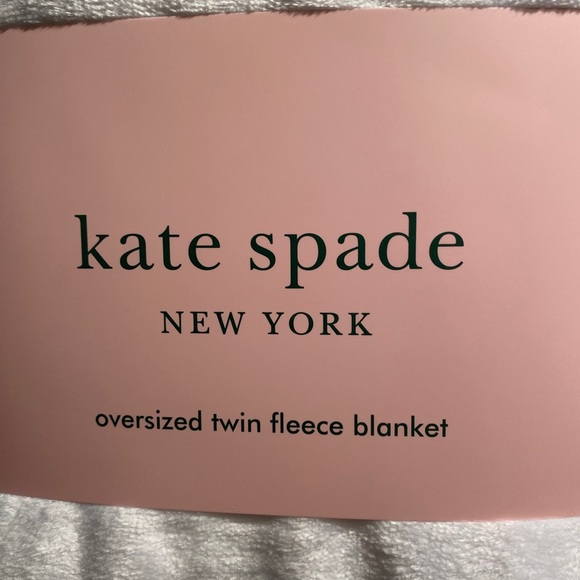 kate spade
NEW YORK
oversized twin fleece blanket